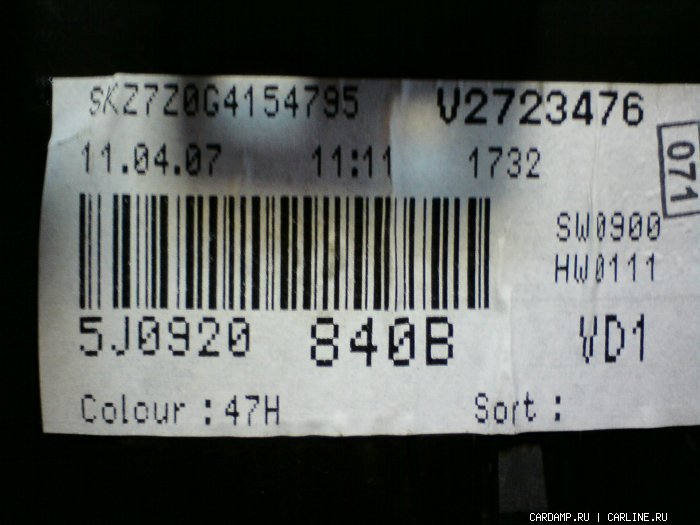 SKZ7Z0G4154795 V2723476
11.04.07 11:11 1732
071
SW0900
HW0111
5J0920 840B VD1
Colour : 47H Sort :
CARDAMP.RU | CARLINE.RU